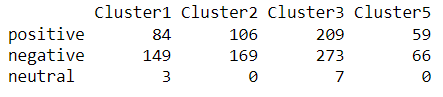 Cluster1 Cluster2 Cluster3 Cluster5
positive 84 106 209 59
negative 149 169 273 66
neutral 3 0 7 0